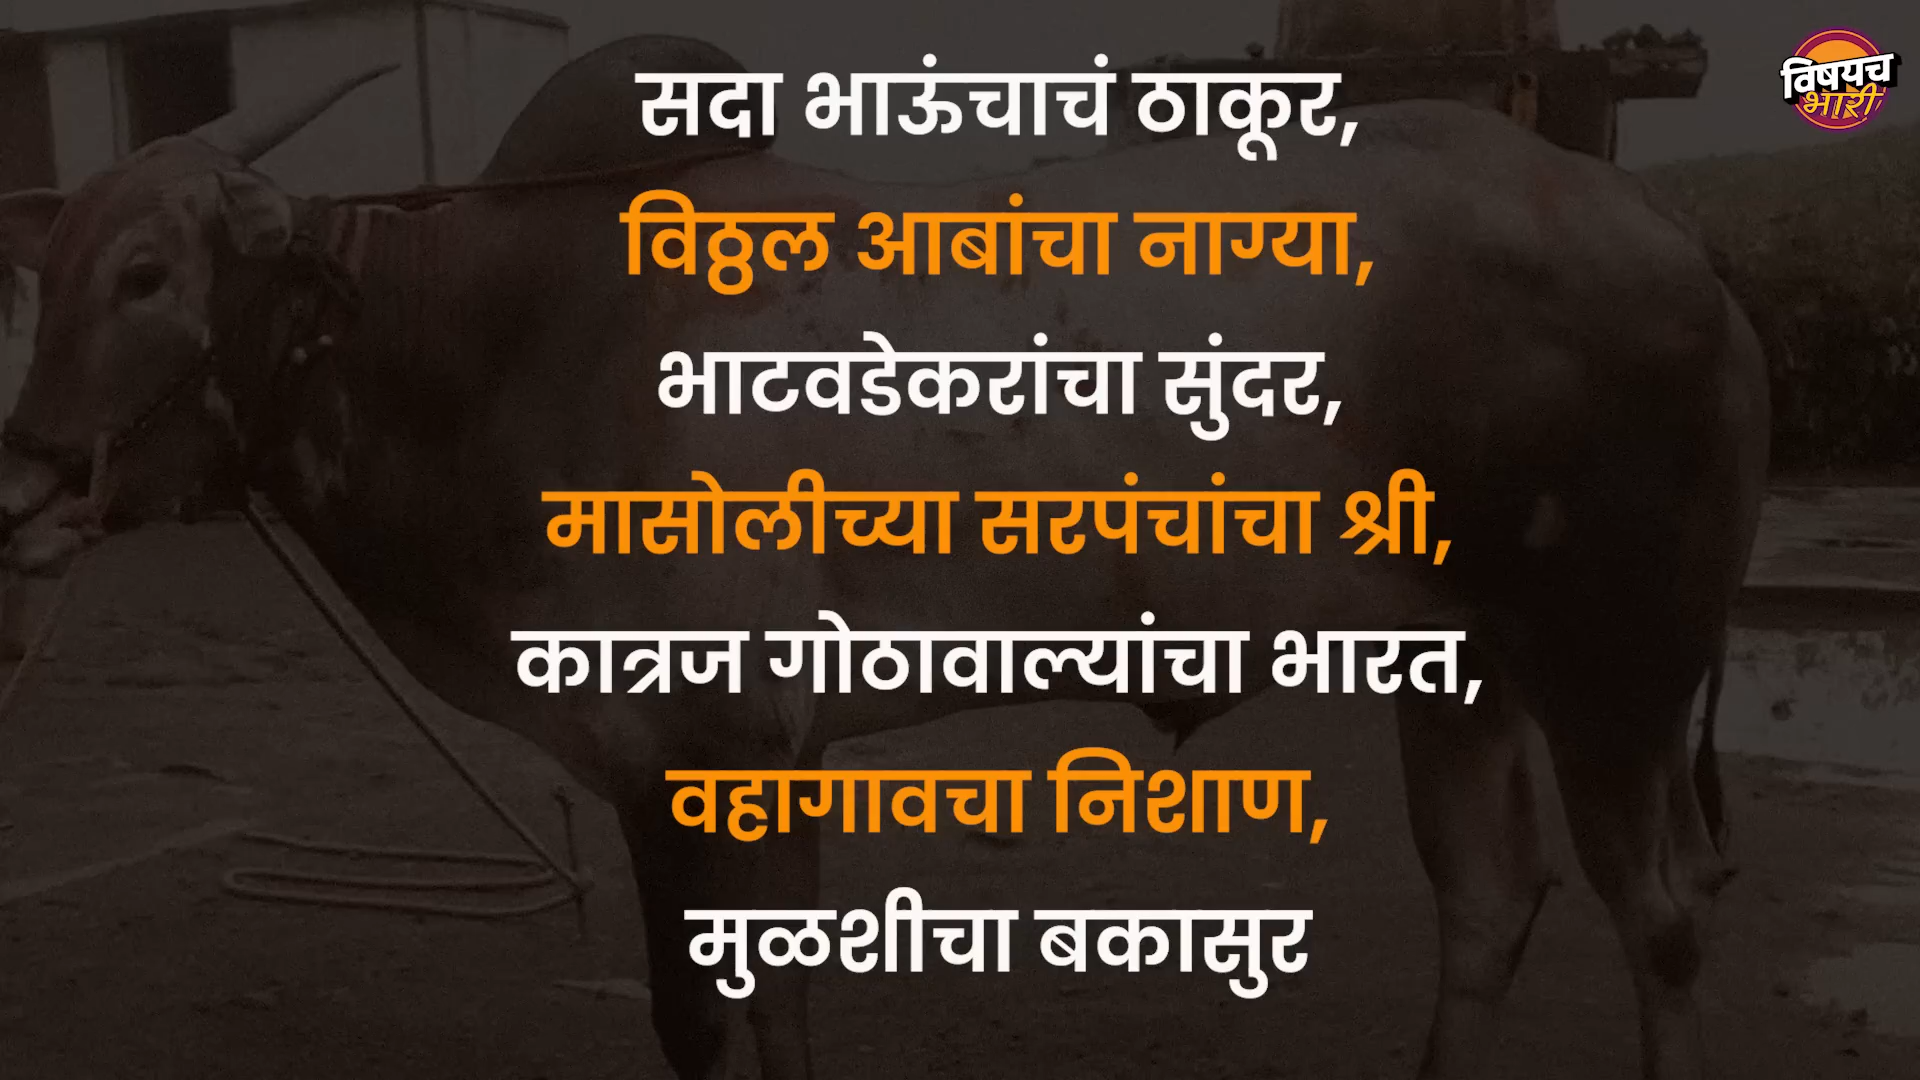 सदा भाऊंचाचं ठाकूर,
विठ्ठल आबांचा नाग्या,
भाटवडेकरांचा सुंदर,
मासोलीच्या सरपंचांचा श्री,
कात्रज गोठावाल्यांचा भारत,
वहागावचा निशाण,
मुळशीचा बकासुर
विषयच
भारी